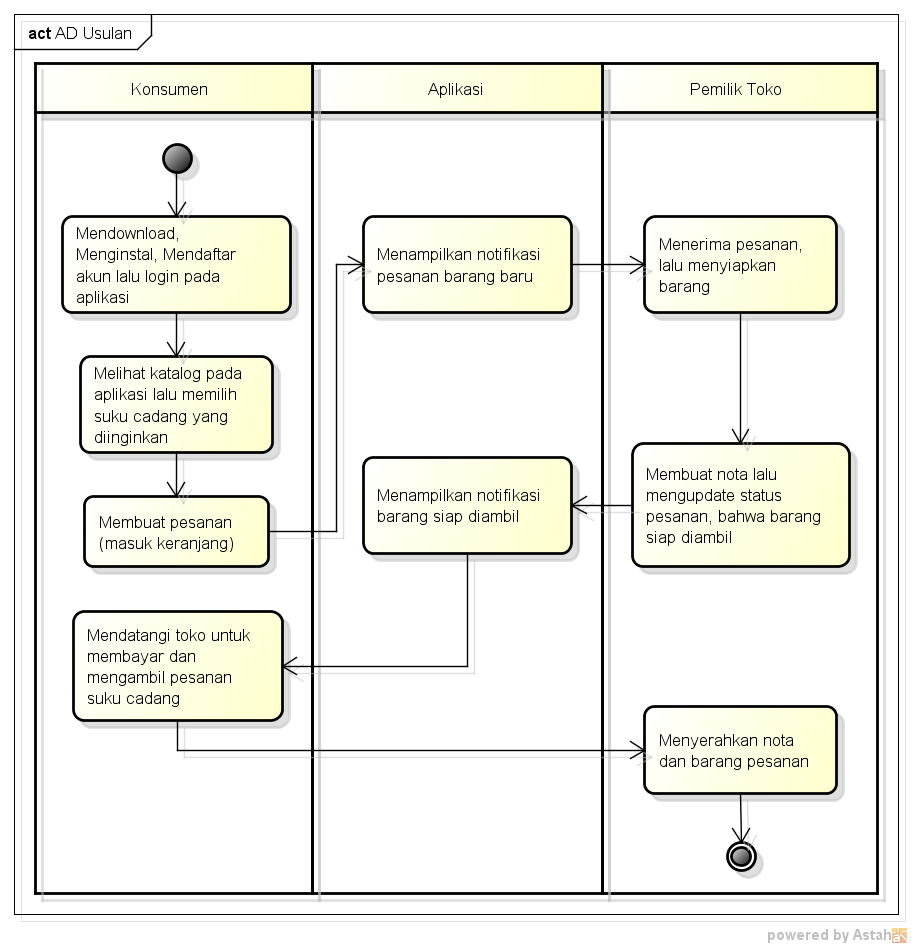 act AD Usulan
Konsumen
Aplikasi
Pemilik Toko
Mendownload,
Menginstal, Mendaftar
akun lalu login pada
aplikasi
Melihat katalog pada
aplikasi lalu memilih
suku cadang yang
diinginkan
Membuat pesanan
(masuk keranjang)
Menampilkan notifikasi
pesanan barang baru
Menerima pesanan,
lalu menyiapkan
barang
Membuat nota lalu
mengupdate status
pesanan, bahwa barang
siap diambil
Menampilkan notifikasi
barang siap diambil
Mendatangi toko untuk
membayar dan
mengambil pesanan
suku cadang
Menyerahkan nota
dan barang pesanan
powered by Astah